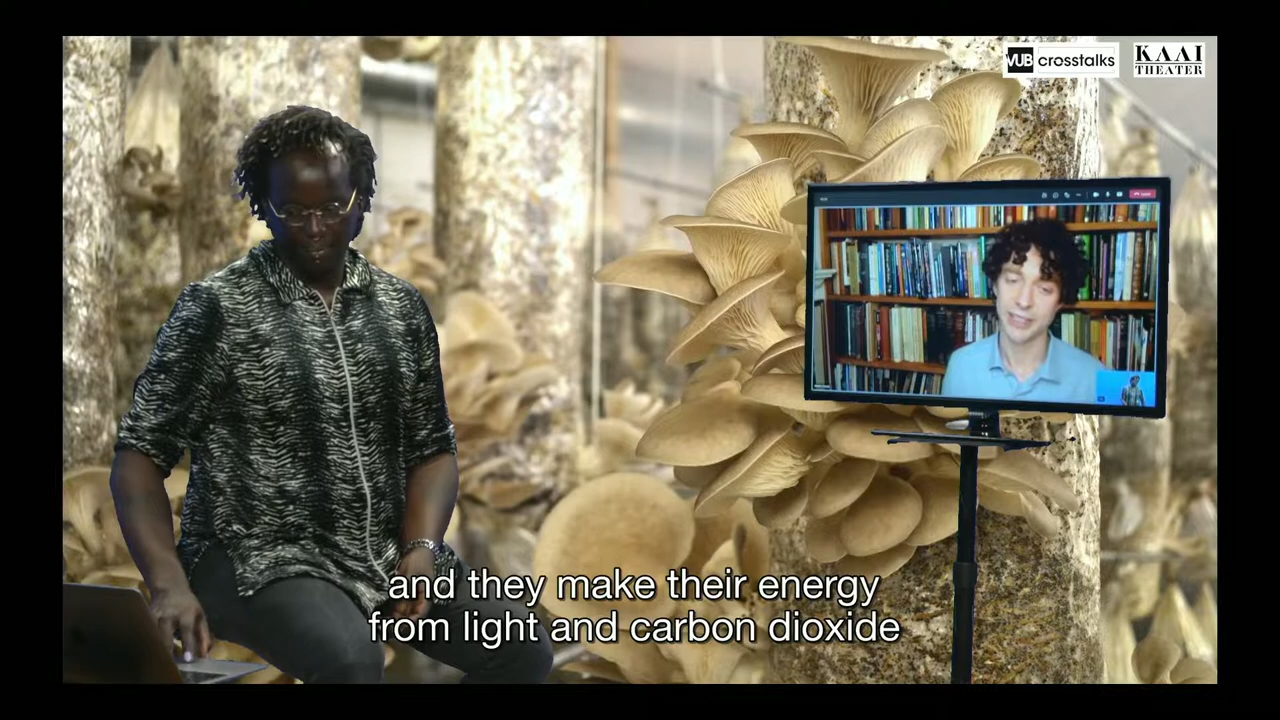 VUB crosstalks
KAAI
THEATER
and they make their energy
from light and carbon dioxide